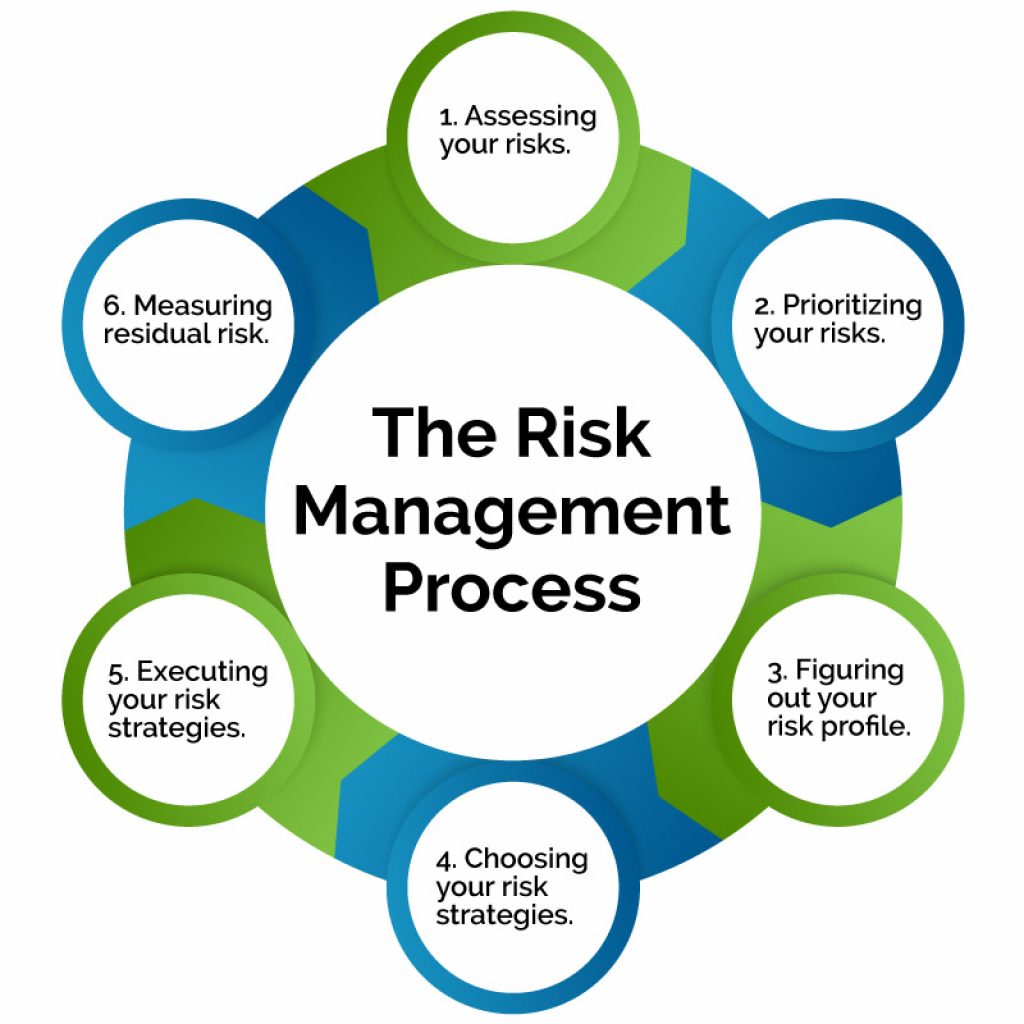 The Risk
Management
Process
1. Assessing
your risks.
2. Prioritizing
your risks.
3. Figuring
out your
risk profile.
4. Choosing
your risk
strategies.
5. Executing
your risk
strategies.
6. Measuring
residual risk.